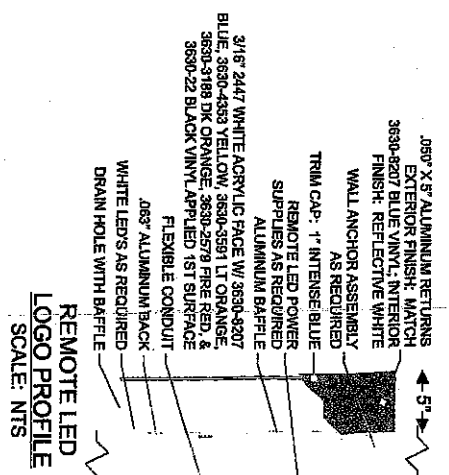 .050" X 5" ALUMINUM RETURNS
EXTERIOR FINISH: MATCH
3630-8207 BLUE VINYL; INTERIOR
FINISH: REFLECTIVE WHITE
WALL ANCHOR ASSEMBLY
AS REQUIRED
TRIM CAP: 1" INTENSE BLUE
REMOTE LED POWER
SUPPLIES AS REQUIRED
ALUMINUM BAFFLE
3/16" 2447 WHITE ACRYLIC FACE W/ 3630-8207
BLUE, 3630-4353 YELLOW, 3630-3591 LT ORANGE,
3630-3188 DK ORANGE, 3630-2579 FIRE RED, &
3630-22 BLACK VINYL APPLIED 1ST SURFACE
FLEXIBLE CONDUIT
.063" ALUMINUM BACK
WHITE LED'S AS REQUIRED
DRAIN HOLE WITH BAFFLE
5"
REMOTE LED
LOGO PROFILE
SCALE: NTS